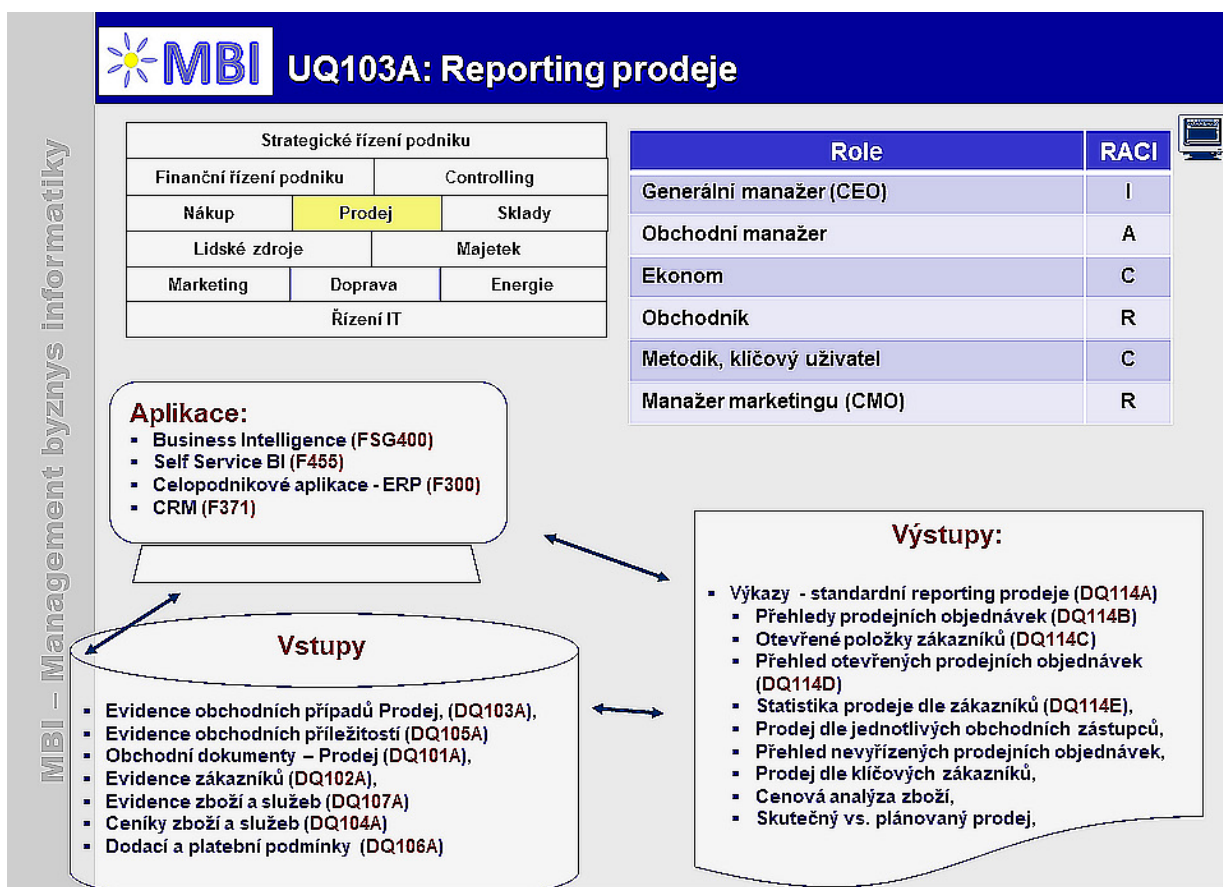 MBI
UQ103A: Reporting prodeje
MBI – Management byznys informatiky
Strategické řízení podniku
Finanční řízení podniku
Controlling
Nákup
Prodej
Sklady
Lidské zdroje
Majetek
Marketing
Doprava
Energie
Řízení IT
Role
RACI
Generální manažer (CEO)
I
Obchodní manažer
A
Ekonom
C
Obchodník
R
Metodik, klíčový uživatel
C
Manažer marketingu (CMO)
R
Aplikace:
▪ Business Intelligence (FSG400)
▪ Self Service BI (F455)
▪ Celopodnikové aplikace - ERP (F300)
▪ CRM (F371)
Vstupy
▪ Evidence obchodních případů Prodej, (DQ103A),
▪ Evidence obchodních příležitostí (DQ105A)
▪ Obchodní dokumenty – Prodej (DQ101A),
▪ Evidence zákazníků (DQ102A),
▪ Evidence zboží a služeb (DQ107A)
▪ Ceníky zboží a služeb (DQ104A)
▪ Dodací a platební podmínky (DQ106A)
Výstupy:
▪ Výkazy - standardní reporting prodeje (DQ114A)
▪ Přehledy prodejních objednávek (DQ114B)
▪ Otevřené položky zákazníků (DQ114C)
▪ Přehled otevřených prodejních objednávek
(DQ114D)
▪ Statistika prodeje dle zákazníků (DQ114E),
▪ Prodej dle jednotlivých obchodních zástupců,
▪ Přehled nevyřízených prodejních objednávek,
▪ Prodej dle klíčových zákazníků,
▪ Cenová analýza zboží,
▪ Skutečný vs. plánovaný prodej,